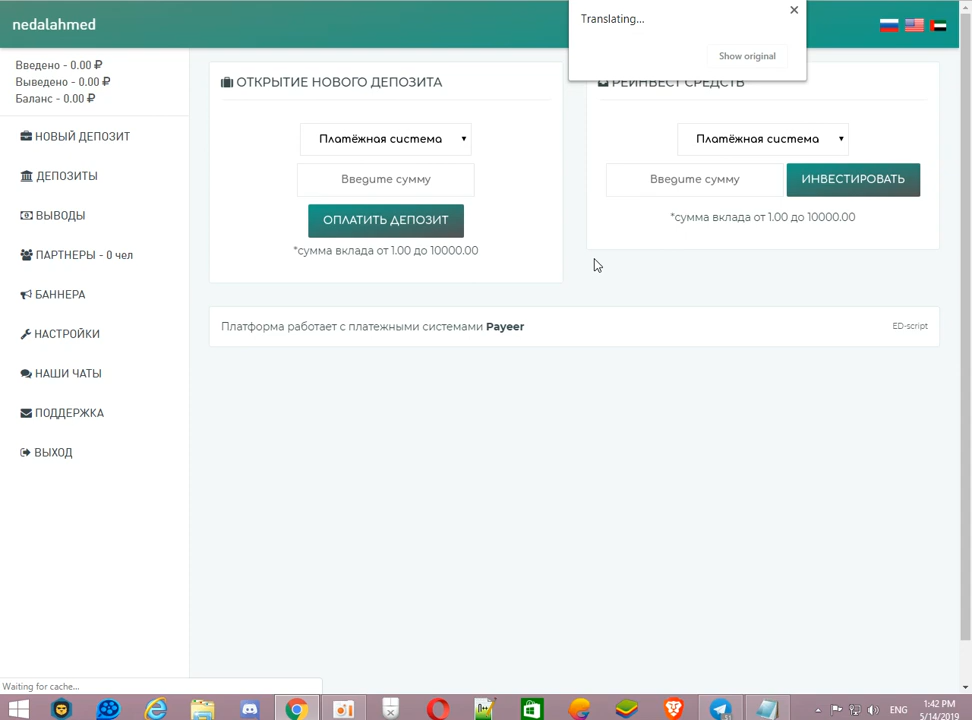 nedalahmed
Translating...
Show original
Введено - 0.00 ₽
Выведено - 0.00 ₽
Баланс - 0.00 ₽
НОВЫЙ ДЕПОЗИТ
ДЕПОЗИТЫ
ВЫВОДЫ
ПАРТНЕРЫ - 0 чел
БАННЕРА
НАСТРОЙКИ
НАШИ ЧАТЫ
ПОДДЕРЖКА
ВЫХОД
ОТКРЫТИЕ НОВОГО ДЕПОЗИТА
Платёжная система
Введите сумму
ОПЛАТИТЬ ДЕПОЗИТ
*сумма вклада от 1.00 до 10000.00
РЕИНВЕСТ СРЕДСТВ
Платёжная система
Введите сумму
ИНВЕСТИРОВАТЬ
*сумма вклада от 1.00 до 10000.00
Платформа работает с платежными системами Payeer
ED-script
Waiting for cache...
ENG
1:42 PM
5/14/2019